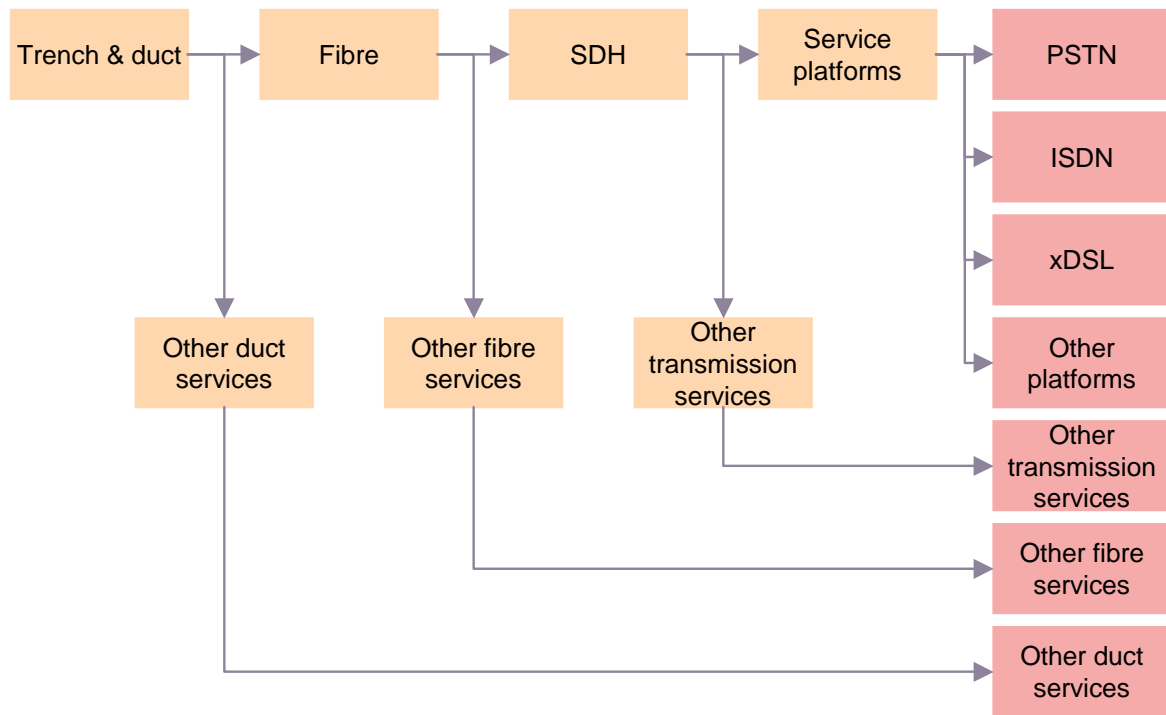 Trench & duct
Fibre
SDH
Service
platforms
PSTN
ISDN
xDSL
Other duct
services
Other fibre
services
Other
transmission
services
Other
platforms
Other
transmission
services
Other fibre
services
Other duct
services